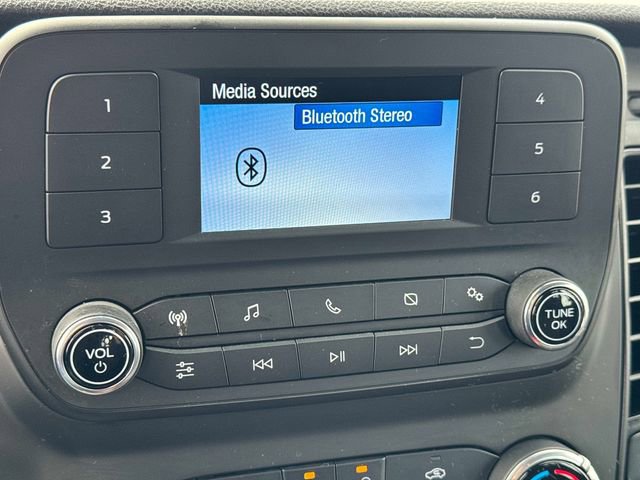 Media Sources
Bluetooth Stereo
1
2
3
4
5
6
VOL
TUNE
OK